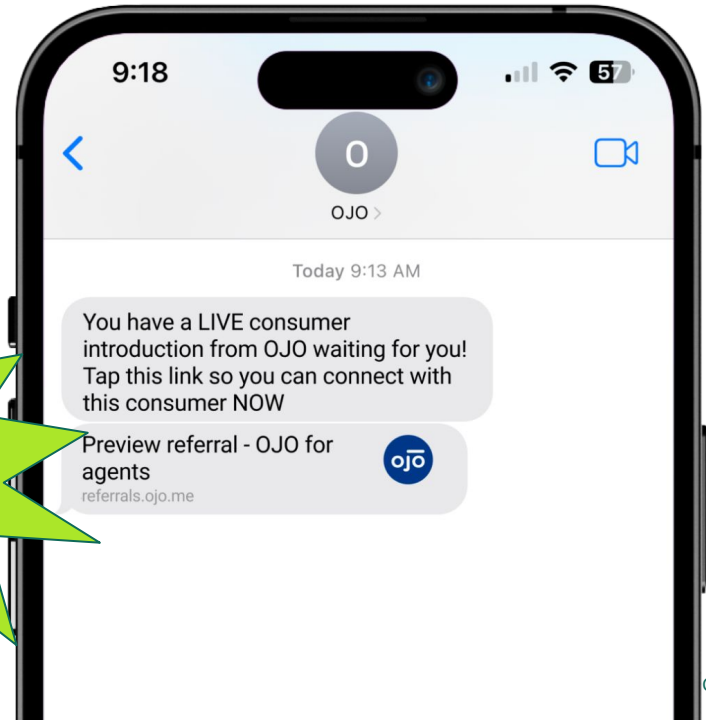 9:18
57
O
OJO >
Today 9:13 AM
You have a LIVE consumer
introduction from OJO waiting for you!
Tap this link so you can connect with
this consumer NOW
Preview referral - OJO for
agents
referrals.ojo.me
ojō